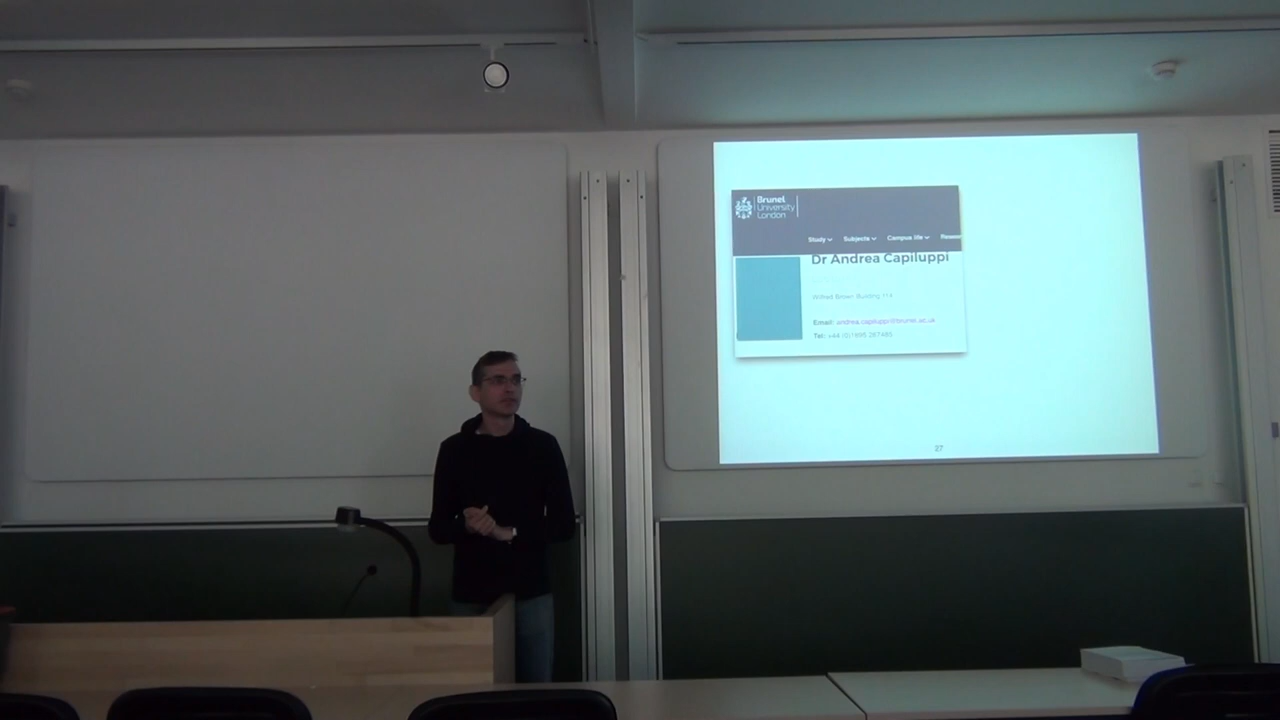 Brunel
University
London
Study Subjects Campus life
Dr Andrea Capiluppi
Wilfred Brown Building 114
Email: andrea.capiluppi@brunel.ac.uk
Tel: +44 (0)1895 267485
27